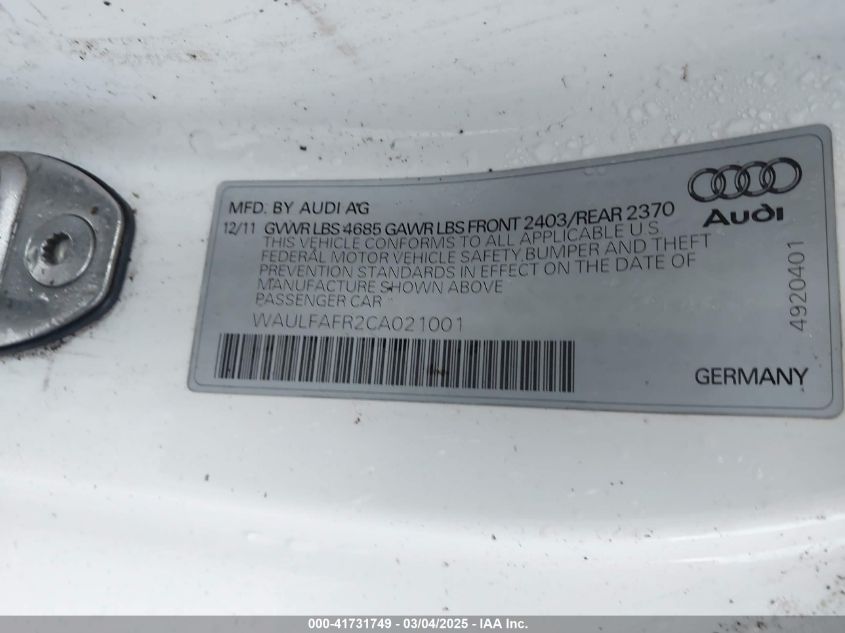 MFD. BY AUDI AG
Audi
12/11 GVWR LBS 4685 GAWR LBS FRONT 2403/REAR 2370
THIS VEHICLE CONFORMS TO ALL APPLICABLE U.S.
FEDERAL MOTOR VEHICLE SAFETY, BUMPER AND THEFT
PREVENTION STANDARDS IN EFFECT ON THE DATE OF
MANUFACTURE SHOWN ABOVE
PASSENGER CAR
WAULFAFR2CA021001
4920401
GERMANY
000-41731749 — 03/04/2025 — IAA Inc.